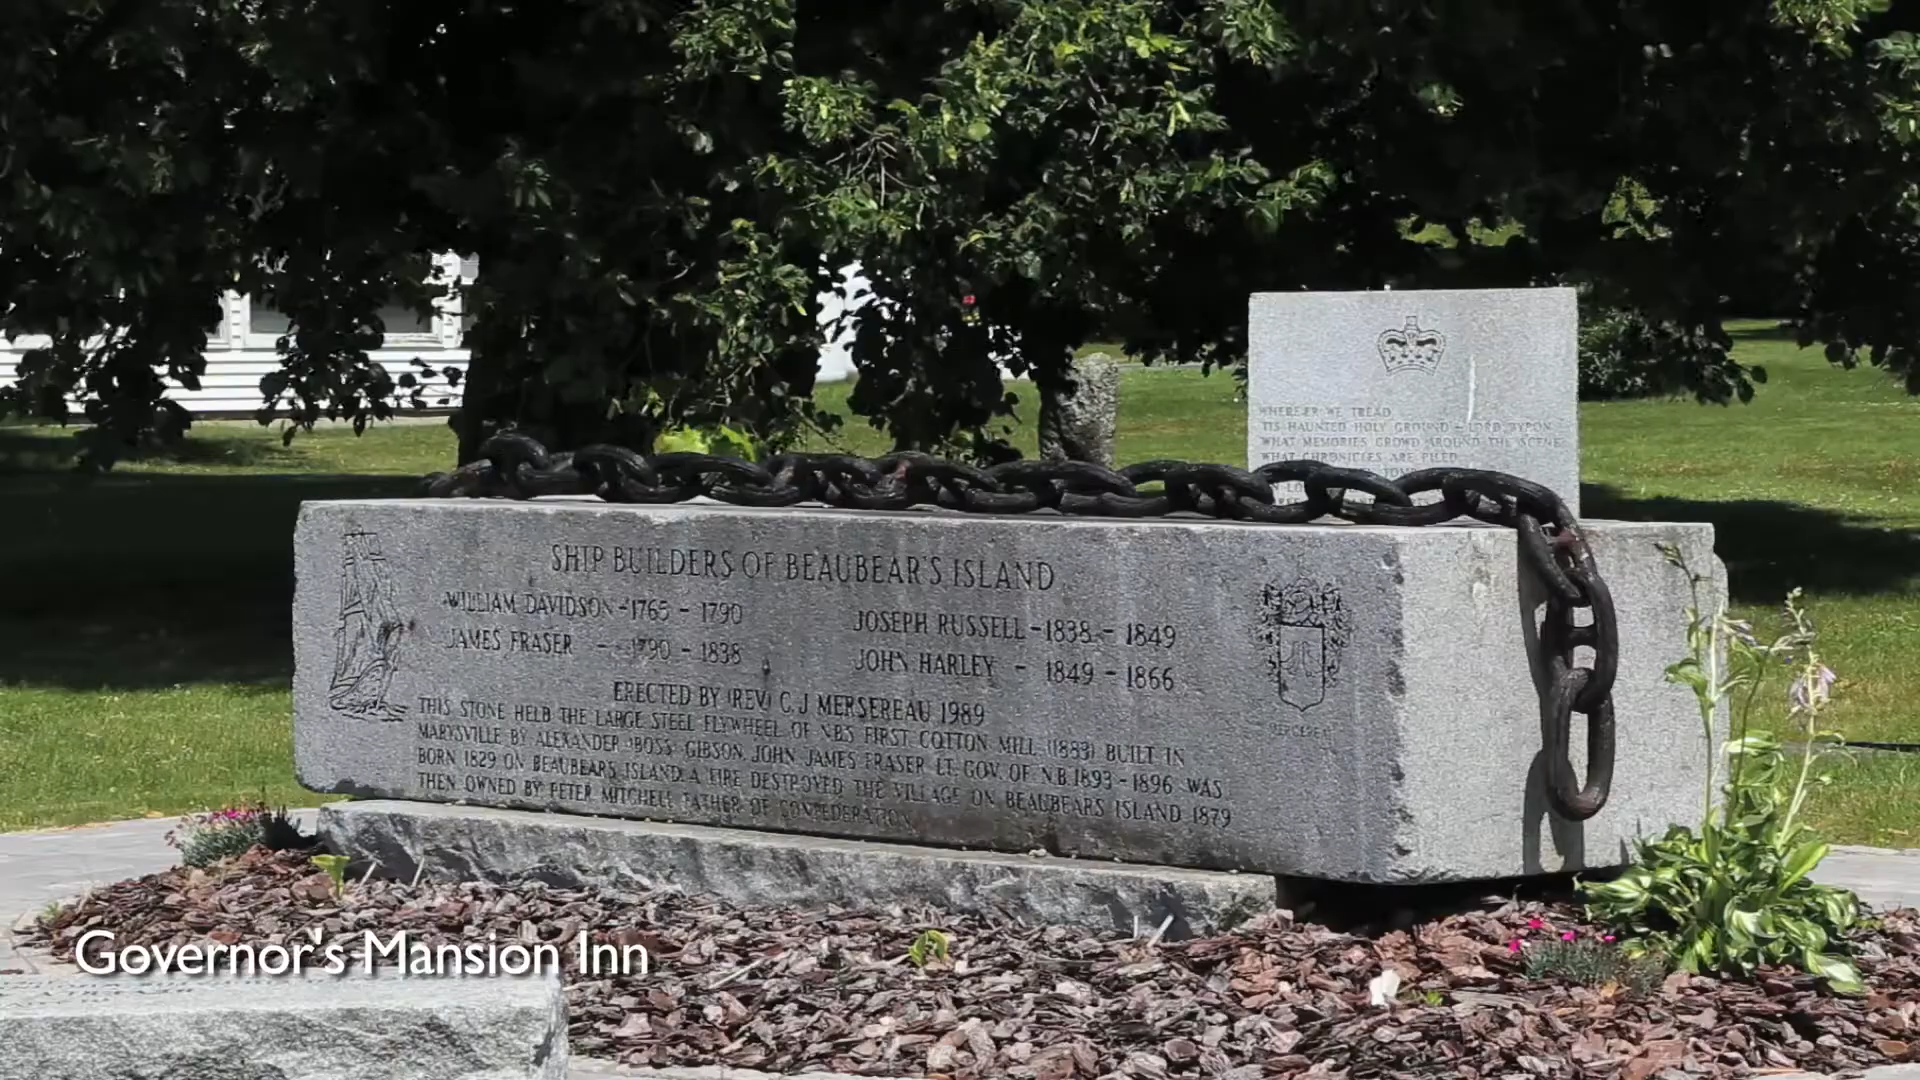 WHERE'ER WE TREAD
TIS HAUNTED HOLY GROUND - LORD BYRON
WHAT MEMORIES CROWD AROUND THE SCENE
WHAT CHRONICLES ARE PILED
SHIP BUILDERS OF BEAUBEAR'S ISLAND
WILLIAM DAVIDSON - 1765 - 1790
JAMES FRASER - 1790 - 1838
JOSEPH RUSSELL - 1838 - 1849
JOHN HARLEY - 1849 - 1866
ERECTED BY (REV) C. J MERSEREAU 1989
THIS STONE HELD THE LARGE STEEL FLYWHEEL OF N.B.'S FIRST COTTON MILL (1883) BUILT IN
MARYSVILLE BY ALEXANDER (BOSS) GIBSON. JOHN JAMES FRASER LT. GOV. OF N.B. 1893 - 1896 WAS
BORN 1829 ON BEAUBEARS ISLAND. A FIRE DESTROYED THE VILLAGE ON BEAUBEARS ISLAND 1879
THEN OWNED BY PETER MITCHELL FATHER OF CONFEDERATION
Governor's Mansion Inn